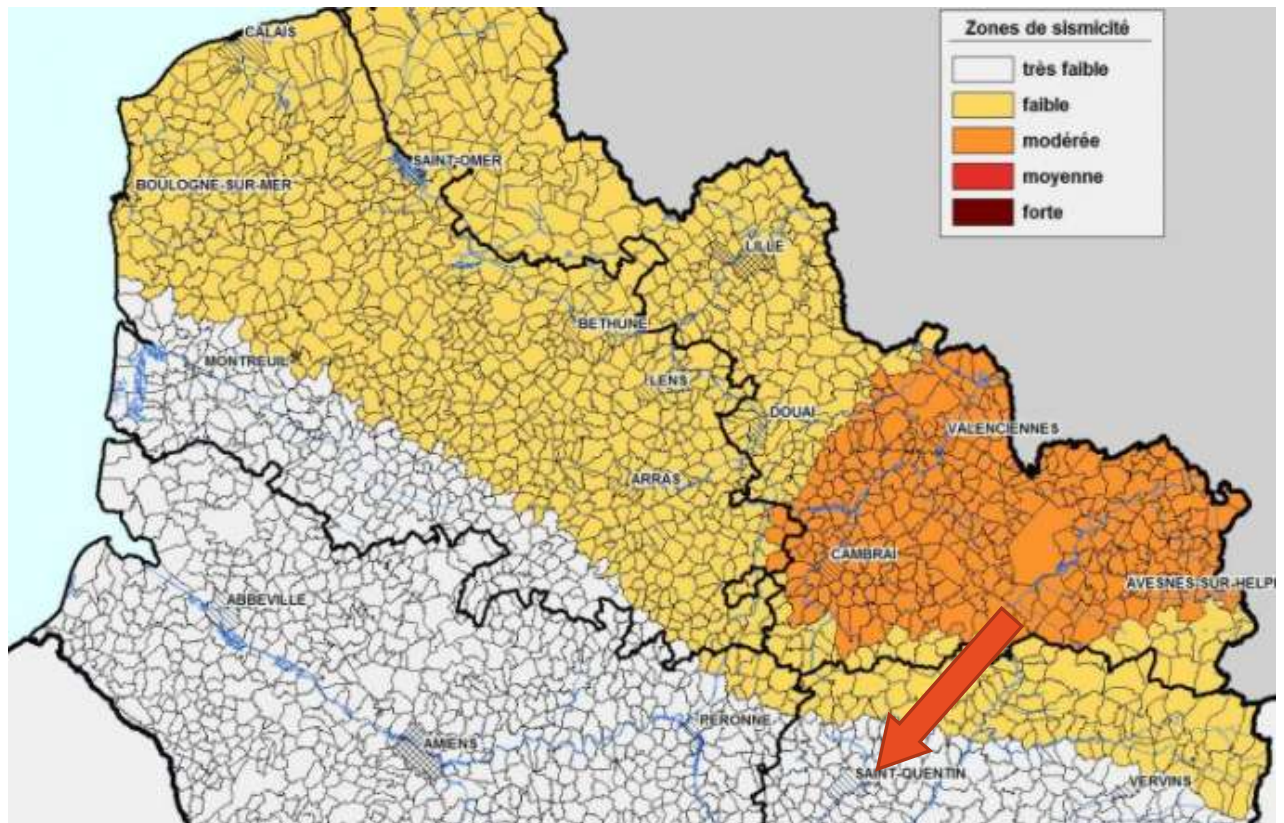 CALAIS
Zones de sismicité
très faible
faible
modérée
moyenne
forte
SAINT-OMER
BOULOGNE-SUR-MER
LILLE
BETHUNE
MONTREUIL
LENS
DOUAI
VALENCIENNES
ARRAS
CAMBRAI
AVESNES-SUR-HELP
ABBEVILLE
PERONNE
AMIENS
SAINT-QUENTIN
VERVINS